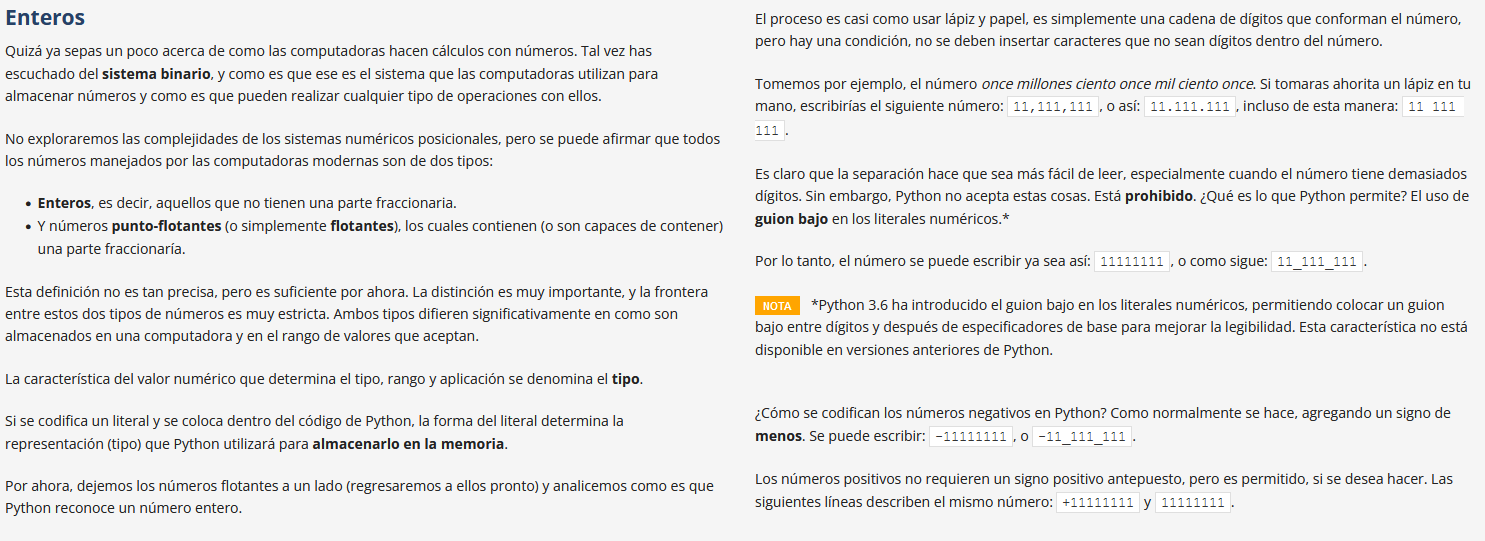 Enteros
Quizá ya sepas un poco acerca de como las computadoras hacen cálculos con números. Tal vez has
escuchado del sistema binario, y como es que ese es el sistema que las computadoras utilizan para
almacenar números y como es que pueden realizar cualquier tipo de operaciones con ellos.
No exploraremos las complejidades de los sistemas numéricos posicionales, pero se puede afirmar que todos
los números manejados por las computadoras modernas son de dos tipos:
• Enteros, es decir, aquellos que no tienen una parte fraccionaria.
• Y números punto-flotantes (o simplemente flotantes), los cuales contienen (o son capaces de contener)
una parte fraccionaría.
Esta definición no es tan precisa, pero es suficiente por ahora. La distinción es muy importante, y la frontera
entre estos dos tipos de números es muy estricta. Ambos tipos difieren significativamente en como son
almacenados en una computadora y en el rango de valores que aceptan.
La característica del valor numérico que determina el tipo, rango y aplicación se denomina el tipo.
Si se codifica un literal y se coloca dentro del código de Python, la forma del literal determina la
representación (tipo) que Python utilizará para almacenarlo en la memoria.
Por ahora, dejemos los números flotantes a un lado (regresaremos a ellos pronto) y analicemos como es que
Python reconoce un número entero.
El proceso es casi como usar lápiz y papel, es simplemente una cadena de dígitos que conforman el número,
pero hay una condición, no se deben insertar caracteres que no sean dígitos dentro del número.
Tomemos por ejemplo, el número once millones ciento once mil ciento once. Si tomaras ahorita un lápiz en tu
mano, escribirías el siguiente número: 11,111,111 , o así: 11.111.111 , incluso de esta manera: 11 111
111 .
Es claro que la separación hace que sea más fácil de leer, especialmente cuando el número tiene demasiados
dígitos. Sin embargo, Python no acepta estas cosas. Está prohibido. ¿Qué es lo que Python permite? El uso de
guion bajo en los literales numéricos.*
Por lo tanto, el número se puede escribir ya sea así: 11111111 , o como sigue: 11_111_111 .
NOTA *Python 3.6 ha introducido el guion bajo en los literales numéricos, permitiendo colocar un guion
bajo entre dígitos y después de especificadores de base para mejorar la legibilidad. Esta característica no está
disponible en versiones anteriores de Python.
¿Cómo se codifican los números negativos en Python? Como normalmente se hace, agregando un signo de
menos. Se puede escribir: -11111111 , o -11_111_111 .
Los números positivos no requieren un signo positivo antepuesto, pero es permitido, si se desea hacer. Las
siguientes líneas describen el mismo número: +11111111 y 11111111 .